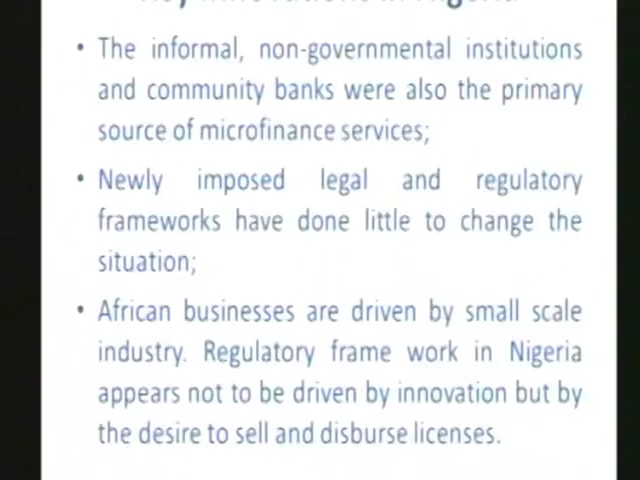 • The informal, non-governmental institutions
and community banks were also the primary
source of microfinance services;
• Newly imposed legal and regulatory
frameworks have done little to change the
situation;
• African businesses are driven by small scale
industry. Regulatory frame work in Nigeria
appears not to be driven by innovation but by
the desire to sell and disburse licenses.